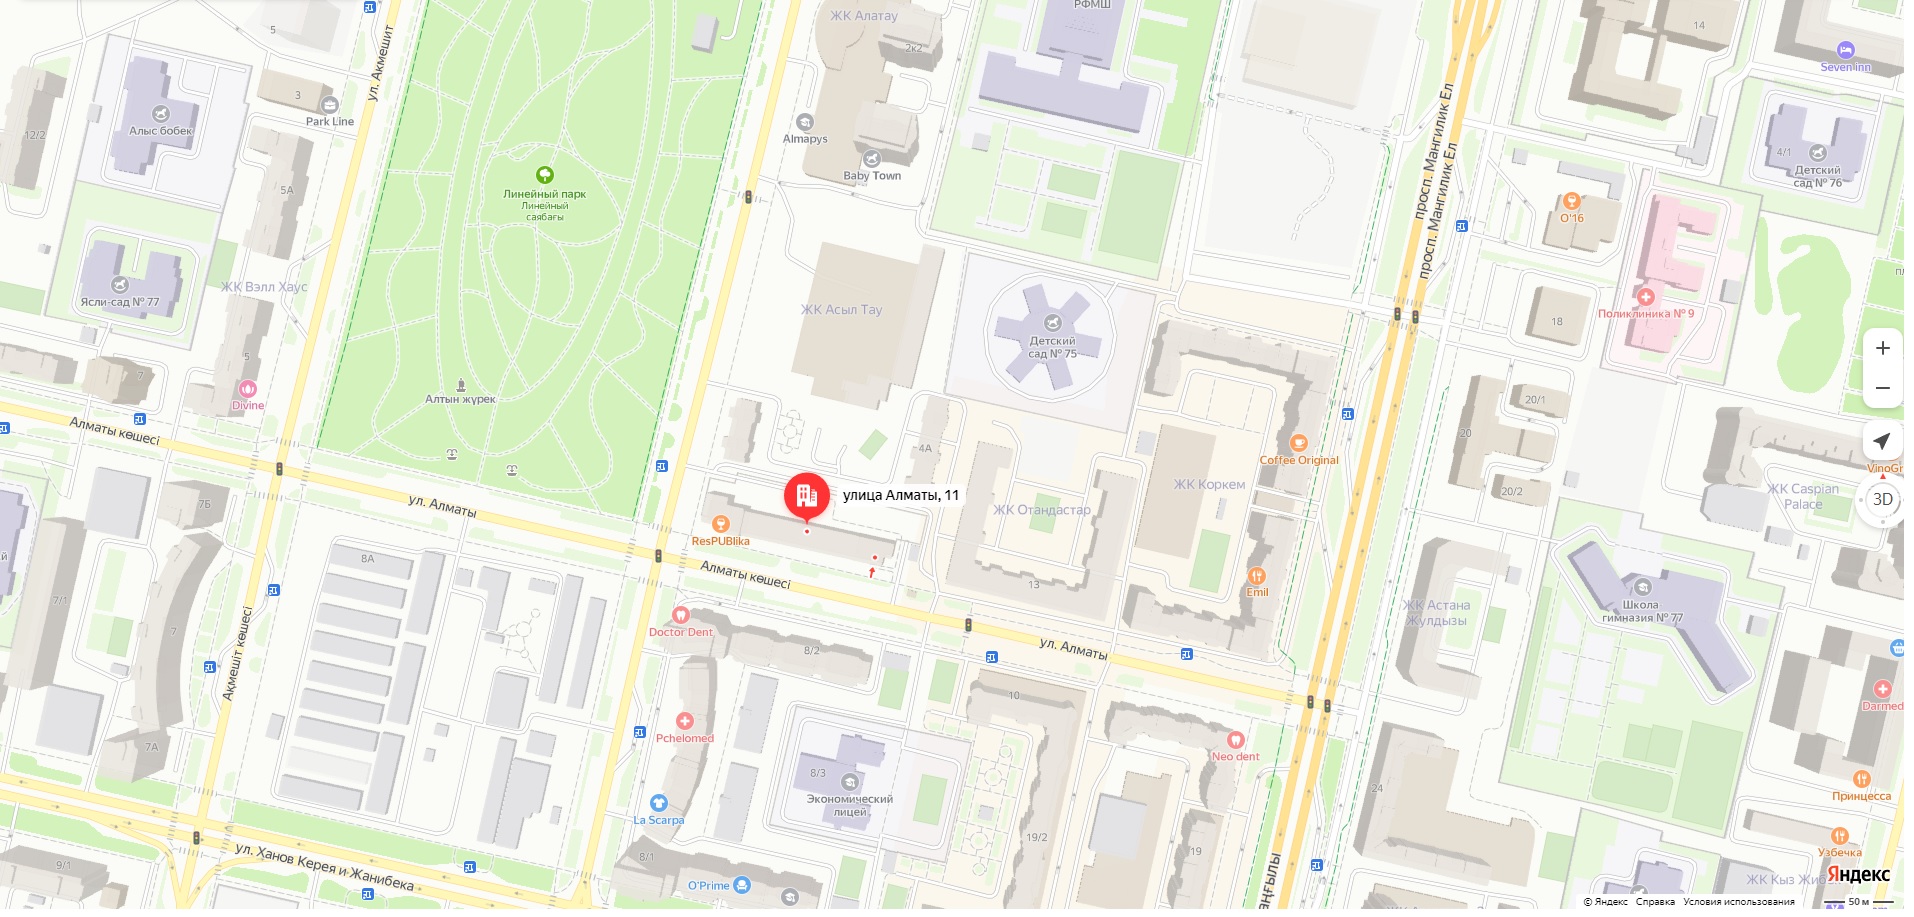 РФМШ
ЖК Алатау
14
5
2к2
Seven inn
ул. Акмешит
3
Park Line
просп. Мангилик Ел
просп. Мангилик Ел
12/2
Алыс бобек
Almapys
4/1
Детский
сад № 76
Baby Town
5А
Линейный парк
Линейный
саябағы
O'16
ЖК Вэлл Хаус
Ясли-сад № 77
ЖК Асыл Тау
Поликлиника № 9
18
Детский
сад № 75
5
7
Алтын жүрек
Divine
20/1
Алматы көшесі
20
4А
Coffee Original
VinoGr
ЖК Коркем
20/2
ЖК Caspian
Palace
3D
улица Алматы, 11
7Б
ул. Алматы
ЖК Отандастар
ResPUBlika
8А
Алматы көшесі
13
Emil
7/1
ЖК Астана
Жулдызы
Школа
гимназия № 77
7
Doctor Dent
8/2
ул. Алматы
Ақмешіт көшесі
10
Darmed
Pchelomed
7А
Neo dent
8/3
24
Экономический
лицей
Принцесса
La Scarpa
19/2
19
Узбечка
ул. Ханов Керея и Жанибека
9/1
8/1
O'Prime
ЖК Кыз Жиб
Яндекс
© Яндекс Справка Условия использования
50 м